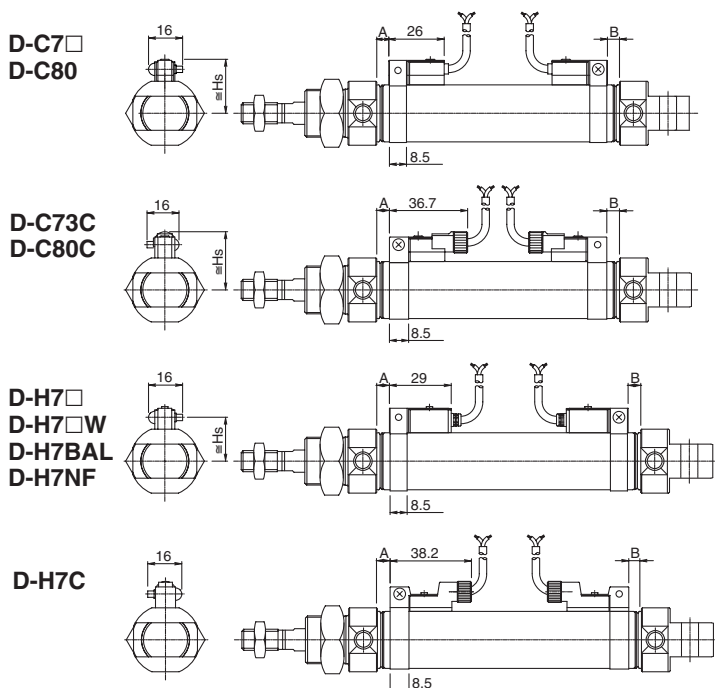 D-C7□
D-C80
16
≅Hs
A
26
B
8.5
D-C73C
D-C80C
16
≅Hs
A
36.7
B
8.5
D-H7□
D-H7□W
D-H7BAL
D-H7NF
16
≅Hs
A
29
B
8.5
D-H7C
16
A
38.2
B
8.5